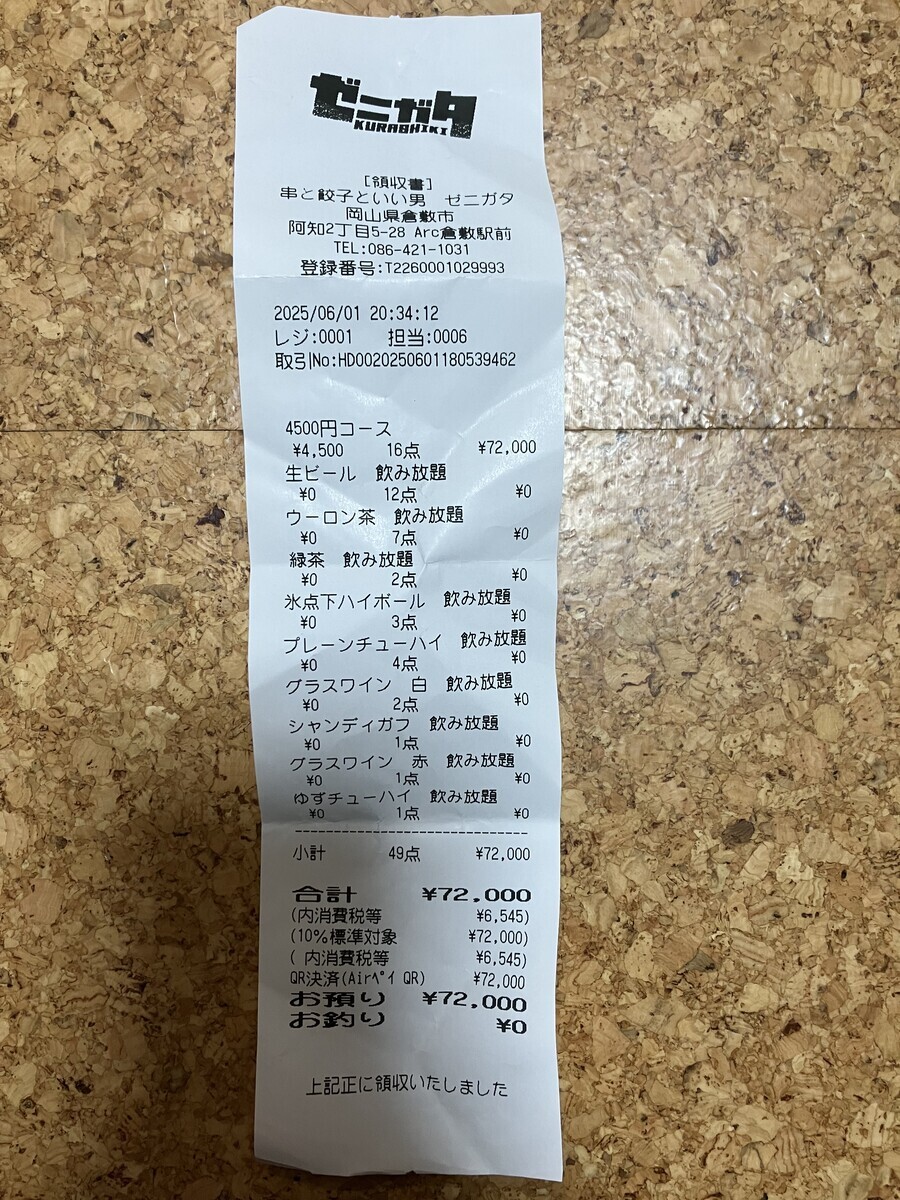 ゼニガタ
KURASHIKI
[領収書]
串と餃子といい男 ゼニガタ
岡山県倉敷市
阿知2丁目5-28 Arc倉敷駅前
TEL:086-421-1031
登録番号:T2260001029993
2025/06/01 20:34:12
レジ:0001 担当:0006
取引No:HD0020250601180539462
4500円コース
¥4,500 16点 ¥72,000
生ビール 飲み放題
¥0 12点 ¥0
ウーロン茶 飲み放題
¥0 7点 ¥0
緑茶 飲み放題
¥0 2点 ¥0
氷点下ハイボール 飲み放題
¥0 3点 ¥0
プレーンチューハイ 飲み放題
¥0 4点 ¥0
グラスワイン 白 飲み放題
¥0 2点 ¥0
シャンディガフ 飲み放題
¥0 1点 ¥0
グラスワイン 赤 飲み放題
¥0 1点 ¥0
ゆずチューハイ 飲み放題
¥0 1点 ¥0
小計 49点 ¥72,000
合計 ¥72,000
(内消費税等 ¥6,545)
(10%標準対象 ¥72,000)
( 内消費税等 ¥6,545)
QR決済(Airペイ QR) ¥72,000
お預り ¥72,000
お釣り ¥0
上記正に領収いたしました